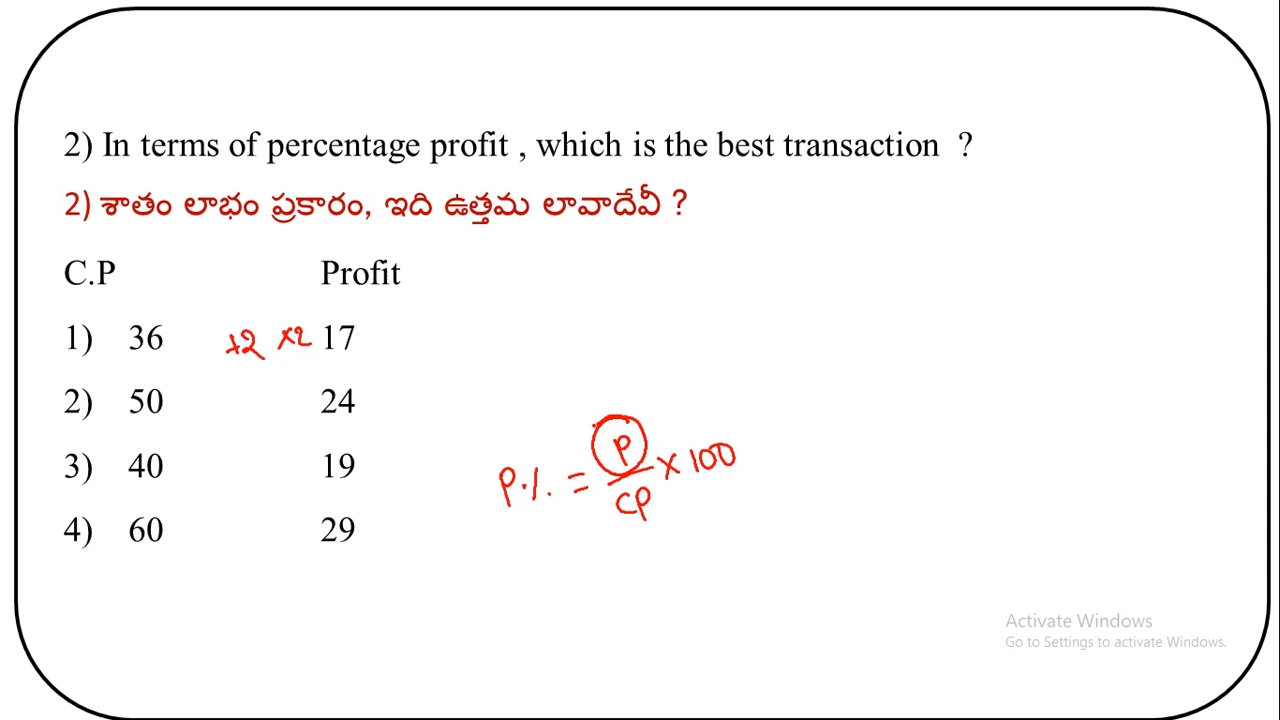 2) In terms of percentage profit , which is the best transaction ?
2) శాతం లాభం ప్రకారం, ఇది ఉత్తమ లావాదేవీ ?
C.P Profit
1) 36 ×2 ×2 17
2) 50 24
3) 40 19
4) 60 29
P.%. = P/CP × 100
Activate Windows
Go to Settings to activate Windows.